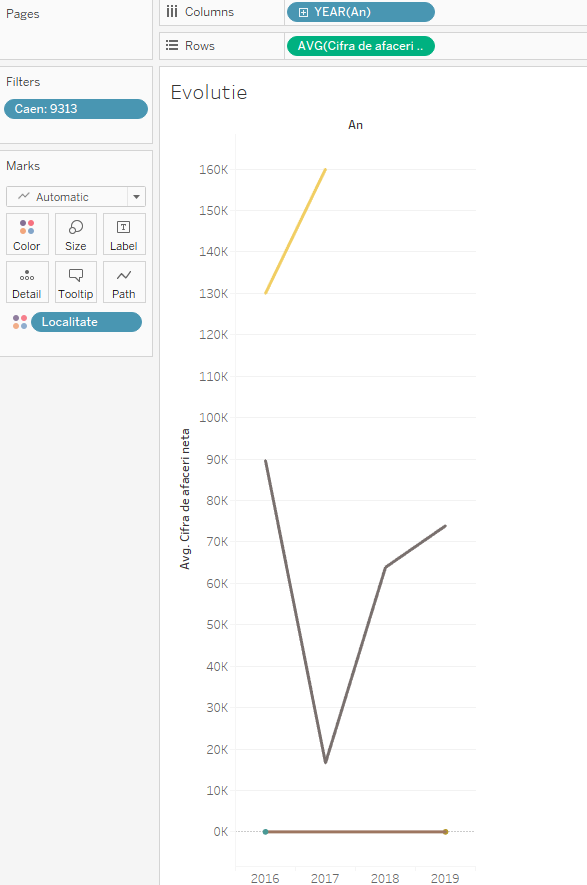 Pages
Columns
YEAR(An)
Rows
AVG(Cifra de afaceri ..
Filters
Caen: 9313
Marks
Automatic
Color
Size
Label
Detail
Tooltip
Path
Localitate
Evolutie
An
160K
150K
140K
130K
120K
110K
100K
90K
80K
70K
60K
50K
40K
30K
20K
10K
0K
Avg. Cifra de afaceri neta
2016 2017 2018 2019